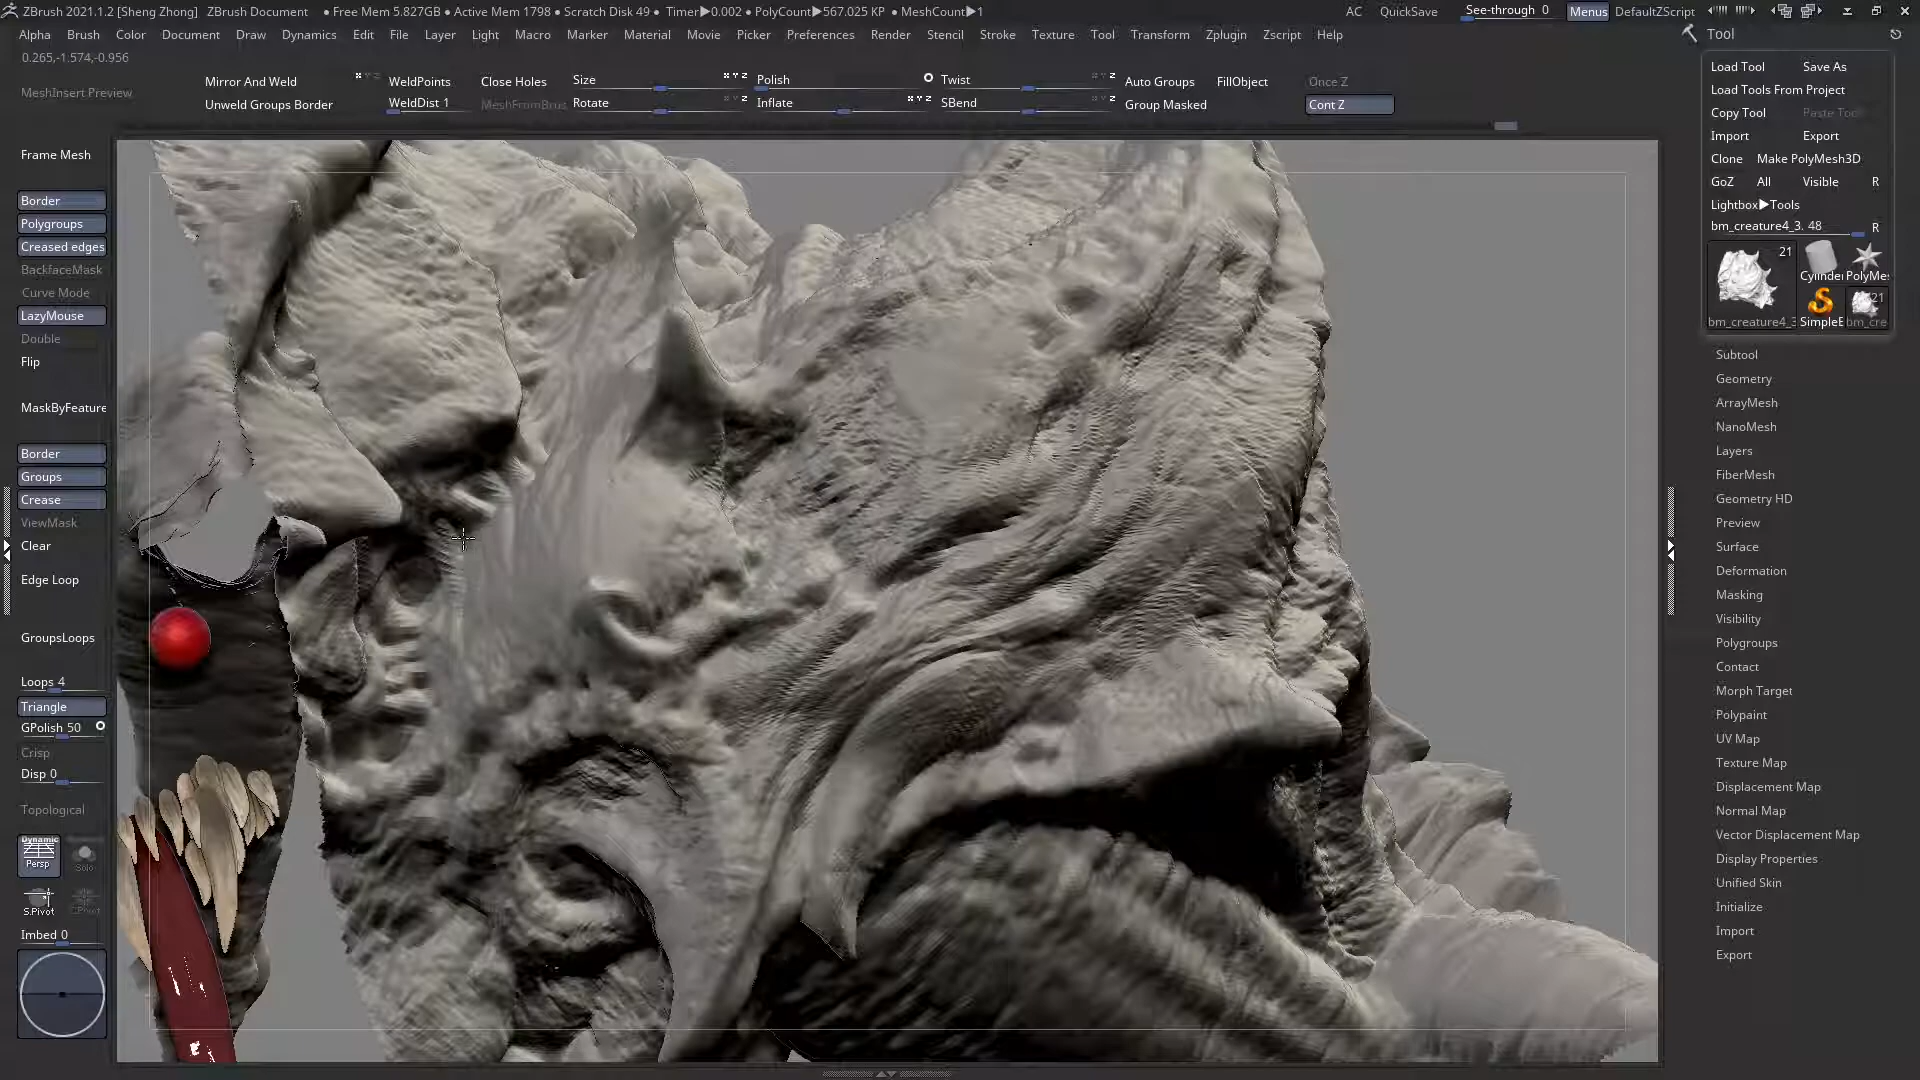 ZBrush 2021.1.2 [Sheng Zhong] ZBrush Document • Free Mem 5.827GB • Active Mem 1798 • Scratch Disk 49 • Timer▶0.002 • PolyCount▶567.025 KP • MeshCount▶1 AC QuickSave See-through 0 Menus DefaultZScript
Alpha Brush Color Document Draw Dynamics Edit File Layer Light Macro Marker Material Movie Picker Preferences Render Stencil Stroke Texture Tool Transform Zplugin Zscript Help
0.265,-1.574,-0.956
MeshInsert Preview
Mirror And Weld WeldPoints Close Holes Size Polish Twist Auto Groups FillObject Once Z
Unweld Groups Border WeldDist 1 MeshFromBrus Rotate Inflate SBend Group Masked Cont Z
Frame Mesh
Border
Polygroups
Creased edges
BackfaceMask
Curve Mode
LazyMouse
Double
Flip
MaskByFeature
Border
Groups
Crease
ViewMask
Clear
Edge Loop
GroupsLoops
Loops 4
Triangle
GPolish 50
Crisp
Disp 0
Topological
Dynamic
Persp Solo
S.Pivot C.Pivot
Imbed 0
Tool
Load Tool Save As
Load Tools From Project
Copy Tool Paste Too
Import Export
Clone Make PolyMesh3D
GoZ All Visible R
Lightbox▶Tools
bm_creature4_3. 48 R
21
Cylinder PolyMes
21
bm_creature4_3 SimpleE bm_cre
Subtool
Geometry
ArrayMesh
NanoMesh
Layers
FiberMesh
Geometry HD
Preview
Surface
Deformation
Masking
Visibility
Polygroups
Contact
Morph Target
Polypaint
UV Map
Texture Map
Displacement Map
Normal Map
Vector Displacement Map
Display Properties
Unified Skin
Initialize
Import
Export